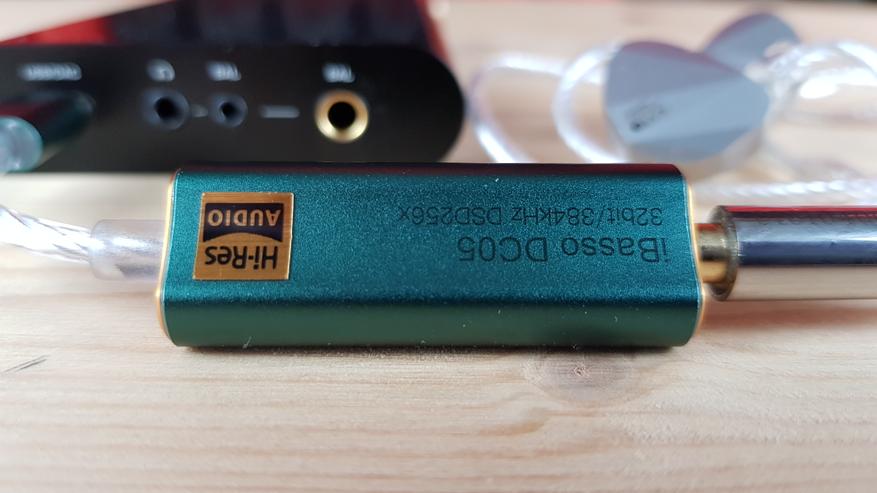 Hi-Res
AUDIO
iBasso DC05
32bit/384kHz DSD256x